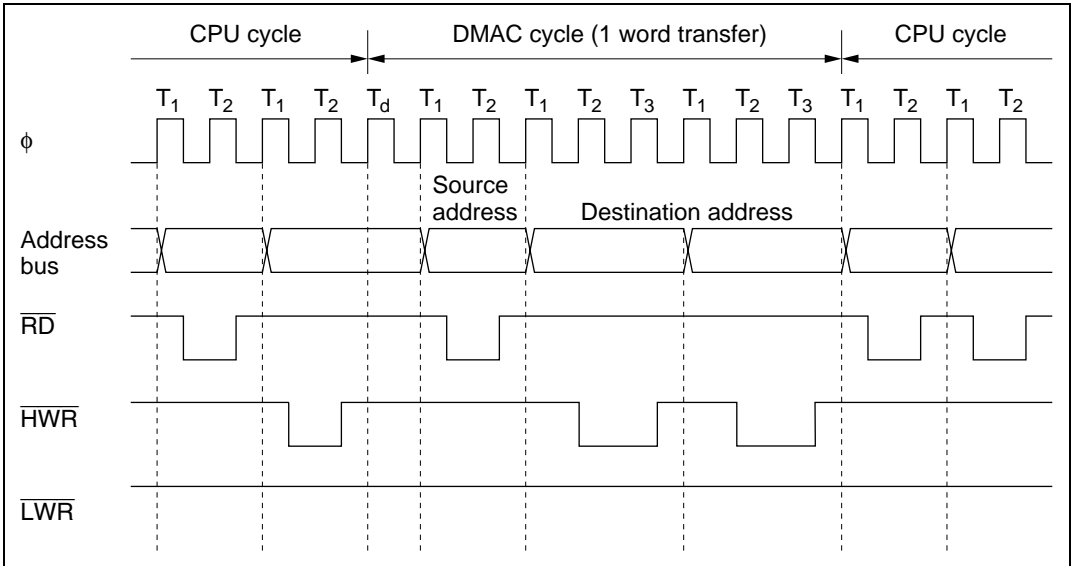 CPU cycle DMAC cycle (1 word transfer) CPU cycle
T1 T2 T1 T2 Td T1 T2 T1 T2 T3 T1 T2 T3 T1 T2 T1 T2
ϕ
Source
address Destination address
Address
bus
RD
HWR
LWR